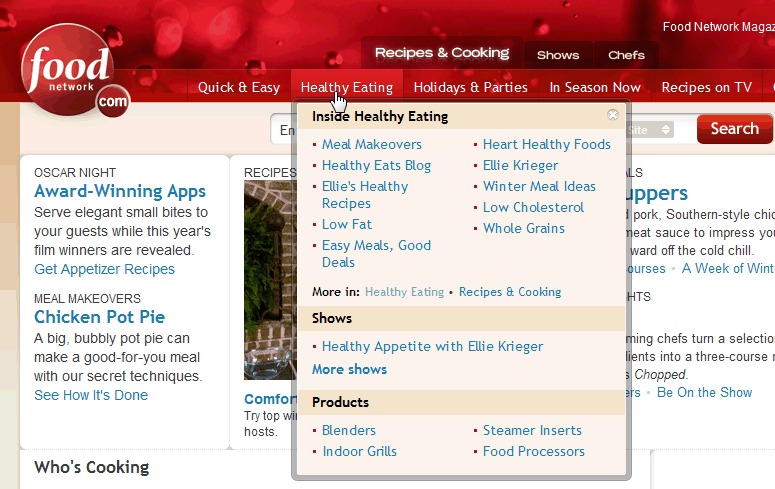 Food Network Magaz
food
network
.com
Recipes & Cooking
Shows
Chefs
Quick & Easy
Healthy Eating
Holidays & Parties
In Season Now
Recipes on TV
En
Site
Search
Inside Healthy Eating
Meal Makeovers
Healthy Eats Blog
Ellie's Healthy
Recipes
Low Fat
Easy Meals, Good
Deals
Heart Healthy Foods
Ellie Krieger
Winter Meal Ideas
Low Cholesterol
Whole Grains
More in: Healthy Eating • Recipes & Cooking
Shows
Healthy Appetite with Ellie Krieger
More shows
Products
Blenders
Indoor Grills
Steamer Inserts
Food Processors
OSCAR NIGHT
Award-Winning Apps
Serve elegant small bites to
your guests while this year's
film winners are revealed.
Get Appetizer Recipes
MEAL MAKEOVERS
Chicken Pot Pie
A big, bubbly pot pie can
make a good-for-you meal
with our secret techniques.
See How It's Done
RECIPES
Comfor
Try top win
hosts.
ALS
uppers
d pork, Southern-style chic
meat sauce to impress you
ward off the cold chill.
Courses • A Week of Wint
HTS
ming chefs turn a selection
dients into a three-course m
s Chopped.
ers • Be On the Show
Who's Cooking